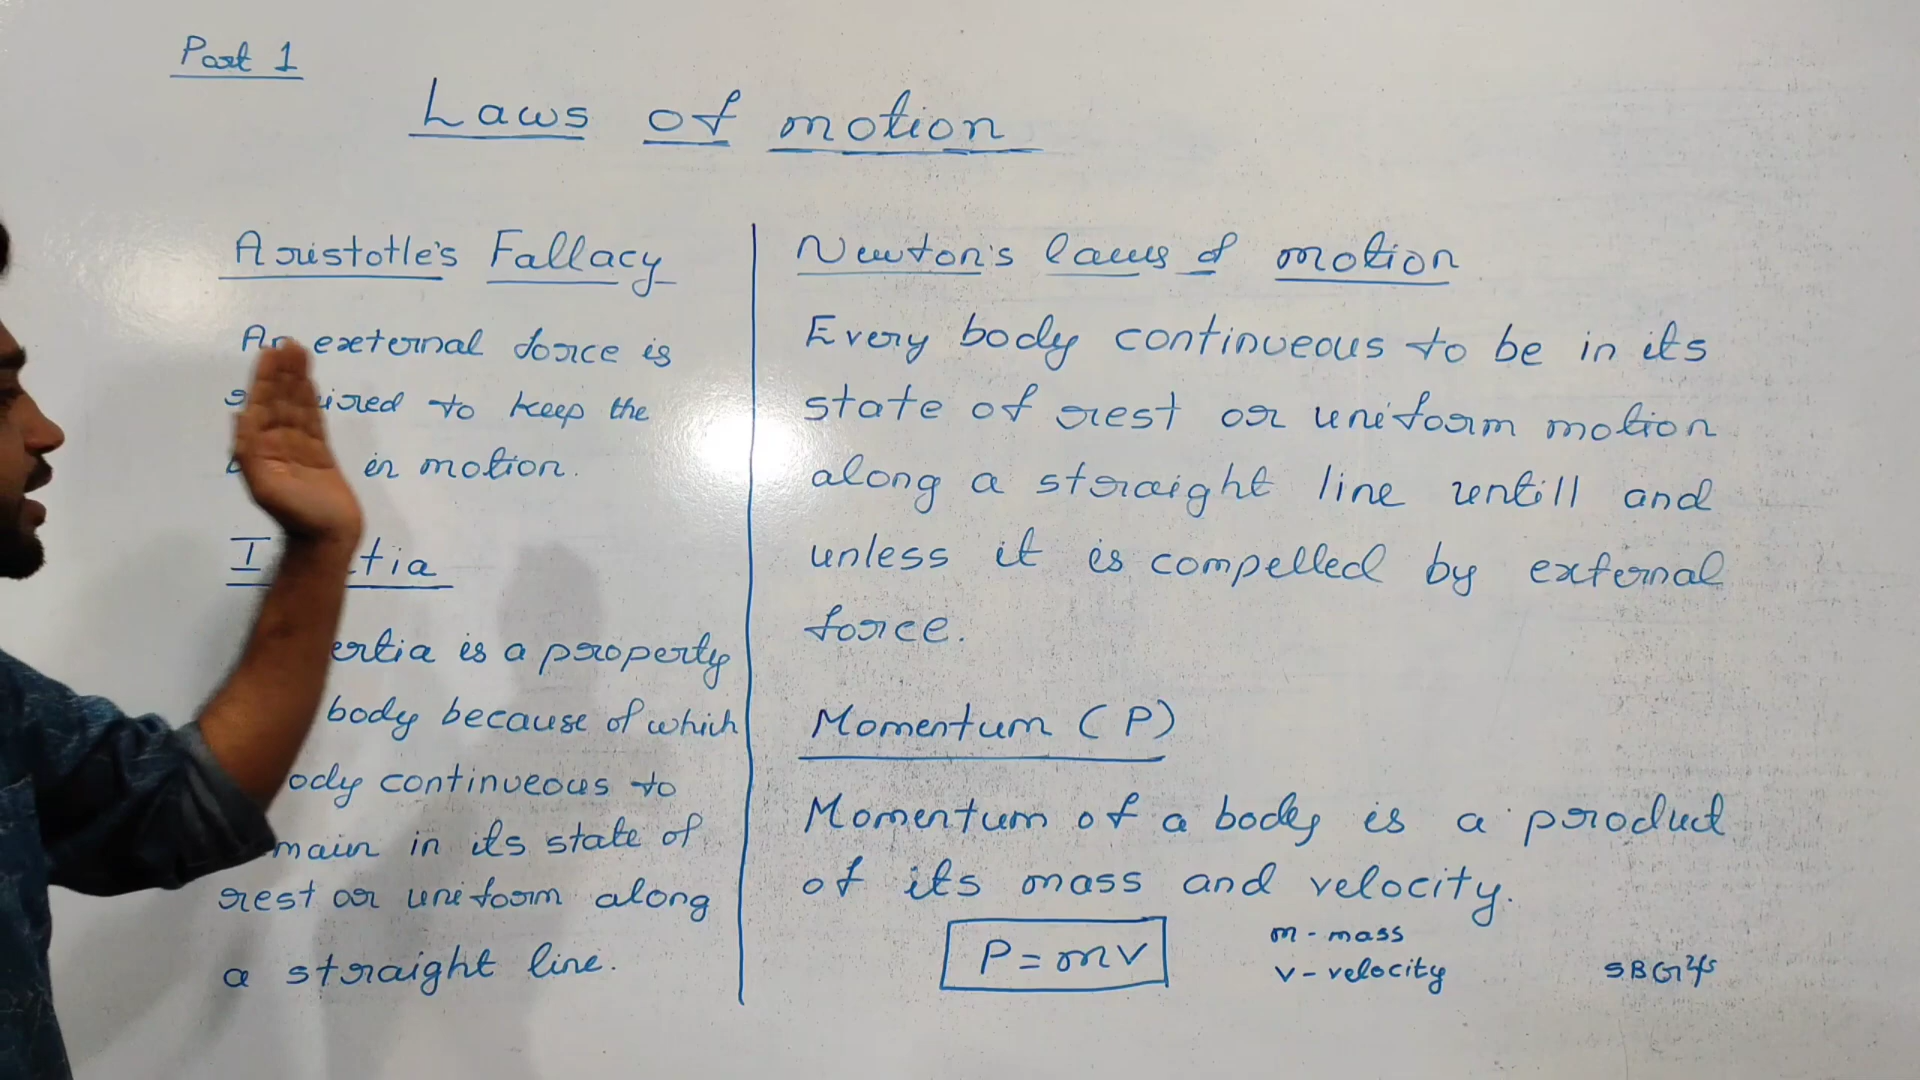 Part 1
Laws of motion
Aristotle's Fallacy
An external force is
ired to keep the
in motion.
I tia
ertia is a property
body because of which
ody continueous to
main in its state of
rest or uniform along
a straight line.
Newton's laws of motion
Every body continueous to be in its
state of rest or uniform motion
along a straight line untill and
unless it is compelled by external
force.
Momentum (P)
Momentum of a body is a product
of its mass and velocity.
P = mv
m - mass
v - velocity